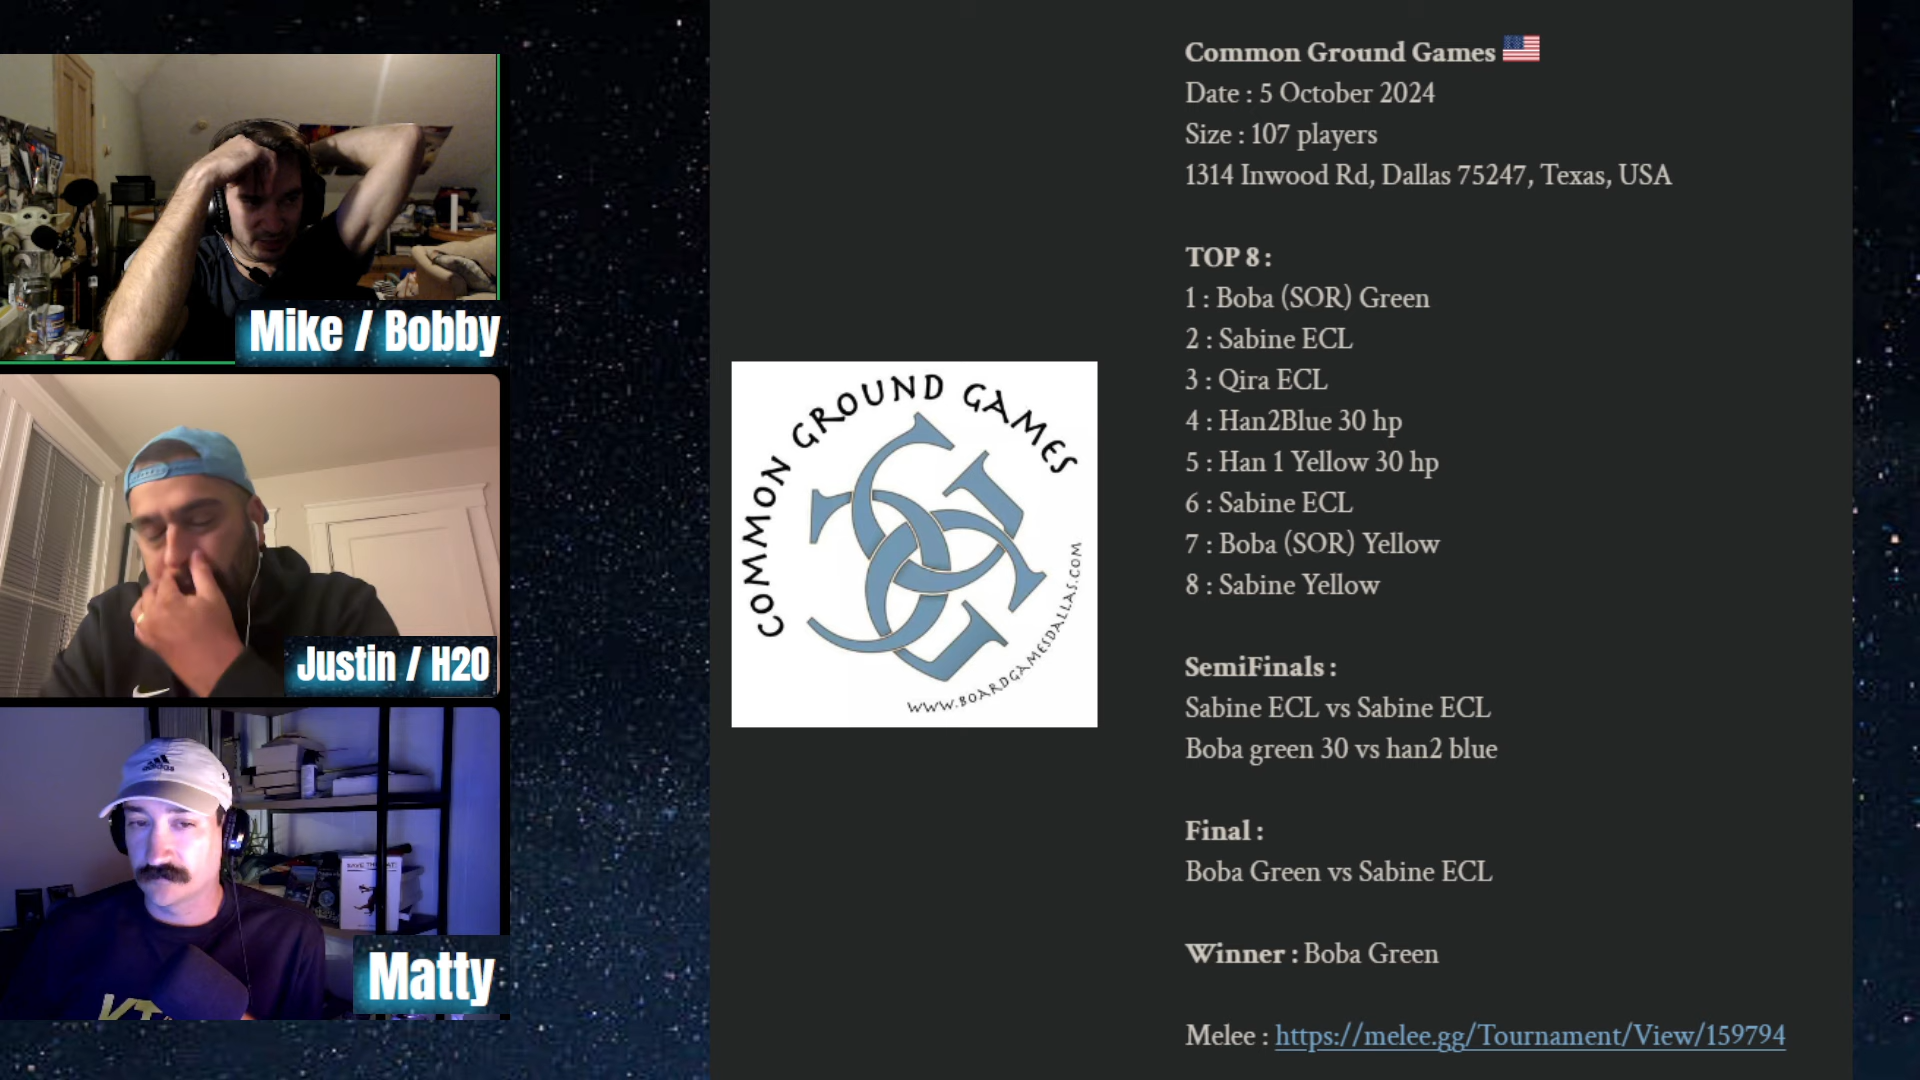 Mike / Bobby
Justin / H20
adidas
Matty
SAVE THE CAT!
COMMON GROUND GAMES
WWW.BOARDGAMESDALLAS.COM
Common Ground Games
Date : 5 October 2024
Size : 107 players
1314 Inwood Rd, Dallas 75247, Texas, USA
TOP 8 :
1 : Boba (SOR) Green
2 : Sabine ECL
3 : Qira ECL
4 : Han2Blue 30 hp
5 : Han 1 Yellow 30 hp
6 : Sabine ECL
7 : Boba (SOR) Yellow
8 : Sabine Yellow
SemiFinals :
Sabine ECL vs Sabine ECL
Boba green 30 vs han2 blue
Final :
Boba Green vs Sabine ECL
Winner : Boba Green
Melee : https://melee.gg/Tournament/View/159794